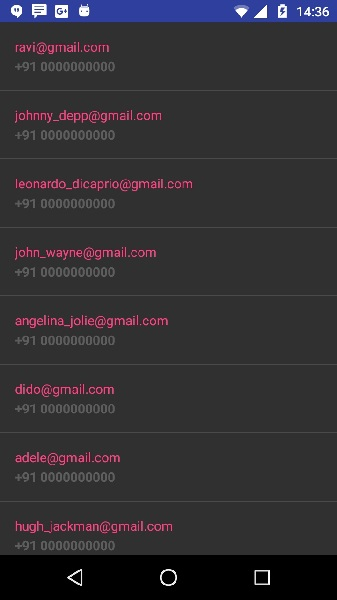 14:36
ravi@gmail.com
+91 0000000000
johnny_depp@gmail.com
+91 0000000000
leonardo_dicaprio@gmail.com
+91 0000000000
john_wayne@gmail.com
+91 0000000000
angelina_jolie@gmail.com
+91 0000000000
dido@gmail.com
+91 0000000000
adele@gmail.com
+91 0000000000
hugh_jackman@gmail.com
+91 0000000000